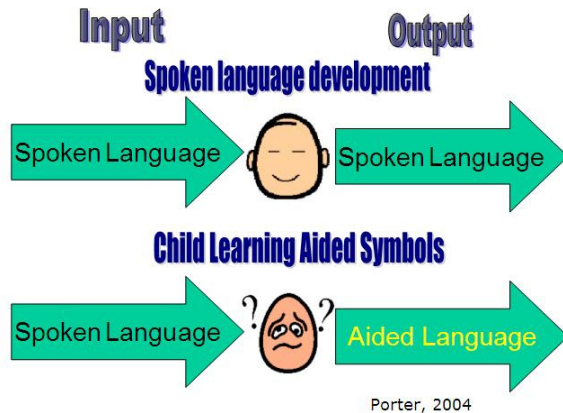 Input Output
Spoken language development
Spoken Language Spoken Language
Child Learning Aided Symbols
? ?
Spoken Language Aided Language
Porter, 2004